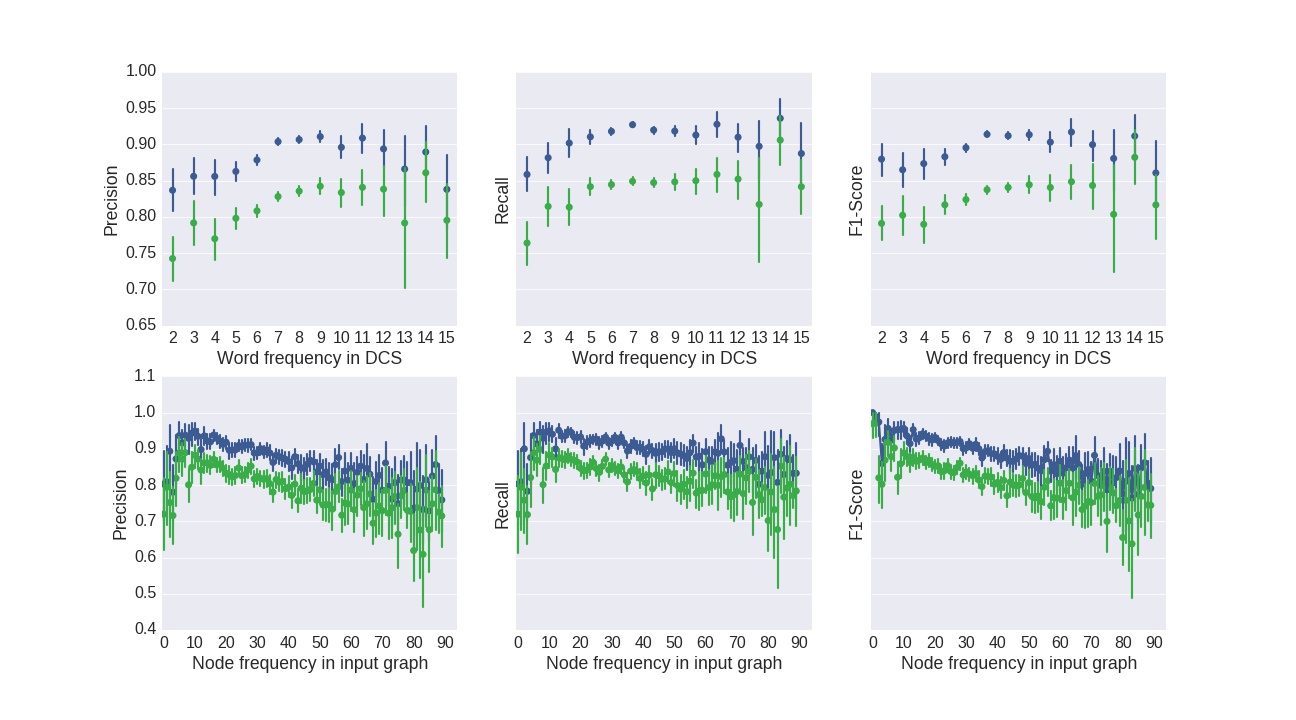 1.00
0.95
0.90
0.85
0.80
0.75
0.70
0.65
Precision
2 3 4 5 6 7 8 9 10 11 12 13 14 15
Word frequency in DCS
Recall
2 3 4 5 6 7 8 9 10 11 12 13 14 15
Word frequency in DCS
F1-Score
2 3 4 5 6 7 8 9 10 11 12 13 14 15
Word frequency in DCS
1.1
1.0
0.9
0.8
0.7
0.6
0.5
0.4
Precision
0 10 20 30 40 50 60 70 80 90
Node frequency in input graph
Recall
0 10 20 30 40 50 60 70 80 90
Node frequency in input graph
F1-Score
0 10 20 30 40 50 60 70 80 90
Node frequency in input graph